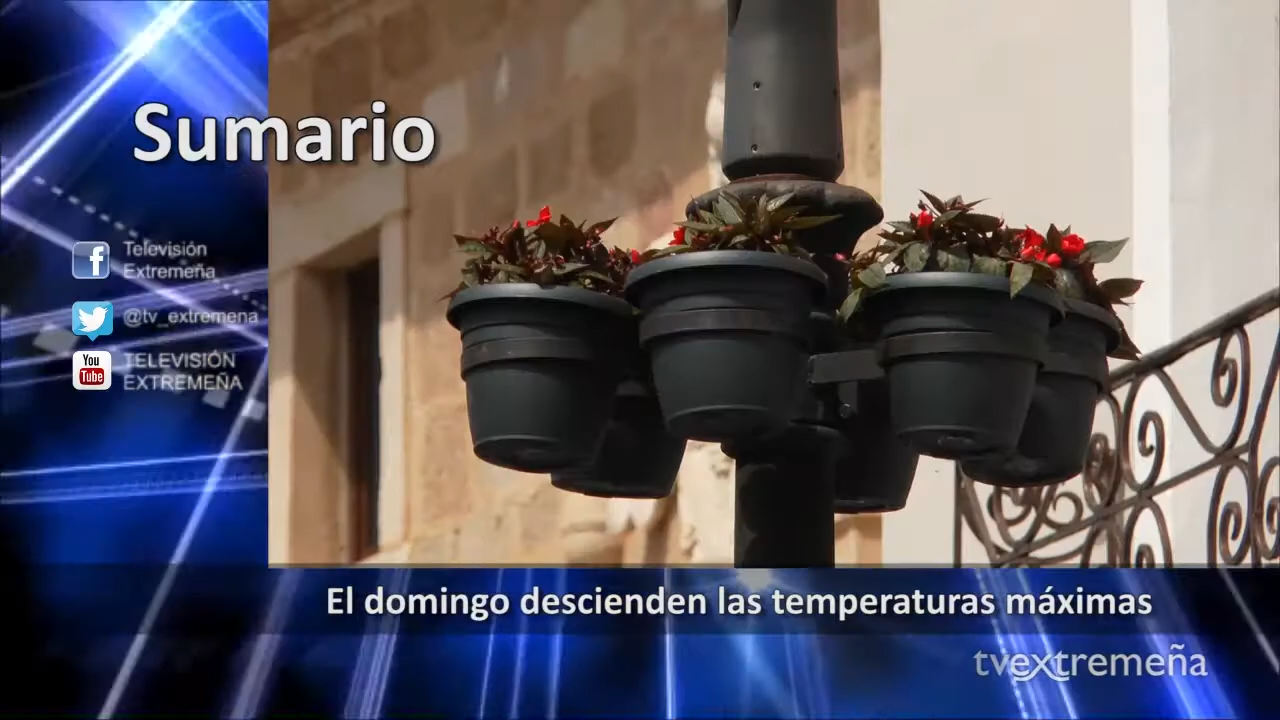 Sumario
Televisión
Extremeña
@tv_extremena
You
Tube
TELEVISIÓN
EXTREMEÑA
El domingo descienden las temperaturas máximas
tvextremeña